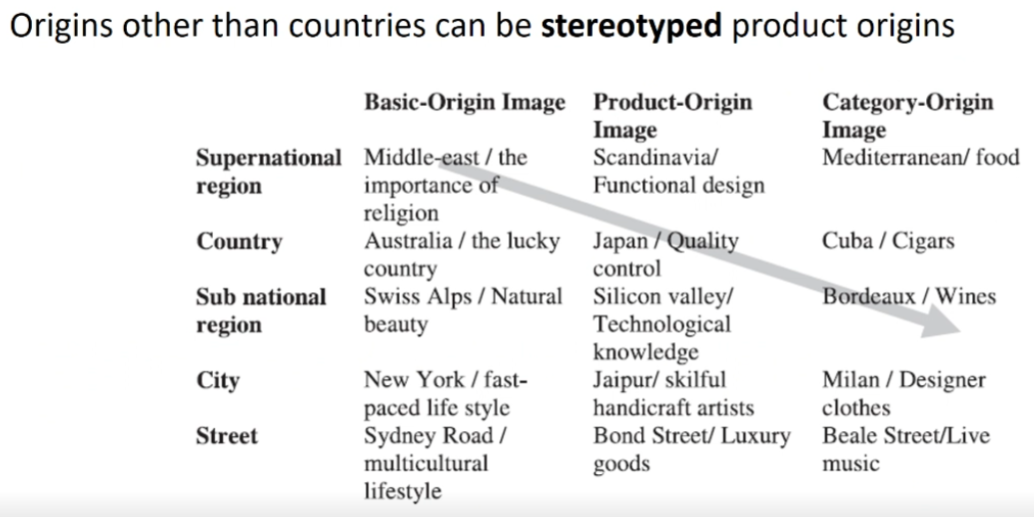 Origins other than countries can be stereotyped product origins
Basic-Origin Image Product-Origin Category-Origin
Image Image
Supernational Middle-east / the Scandinavia/ Mediterranean/ food
region importance of Functional design
religion
Country Australia / the lucky Japan / Quality Cuba / Cigars
country control
Sub national Swiss Alps / Natural Silicon valley/ Bordeaux / Wines
region beauty Technological
knowledge
City New York / fast- Jaipur/ skilful Milan / Designer
paced life style handicraft artists clothes
Street Sydney Road / Bond Street/ Luxury Beale Street/Live
multicultural goods music
lifestyle